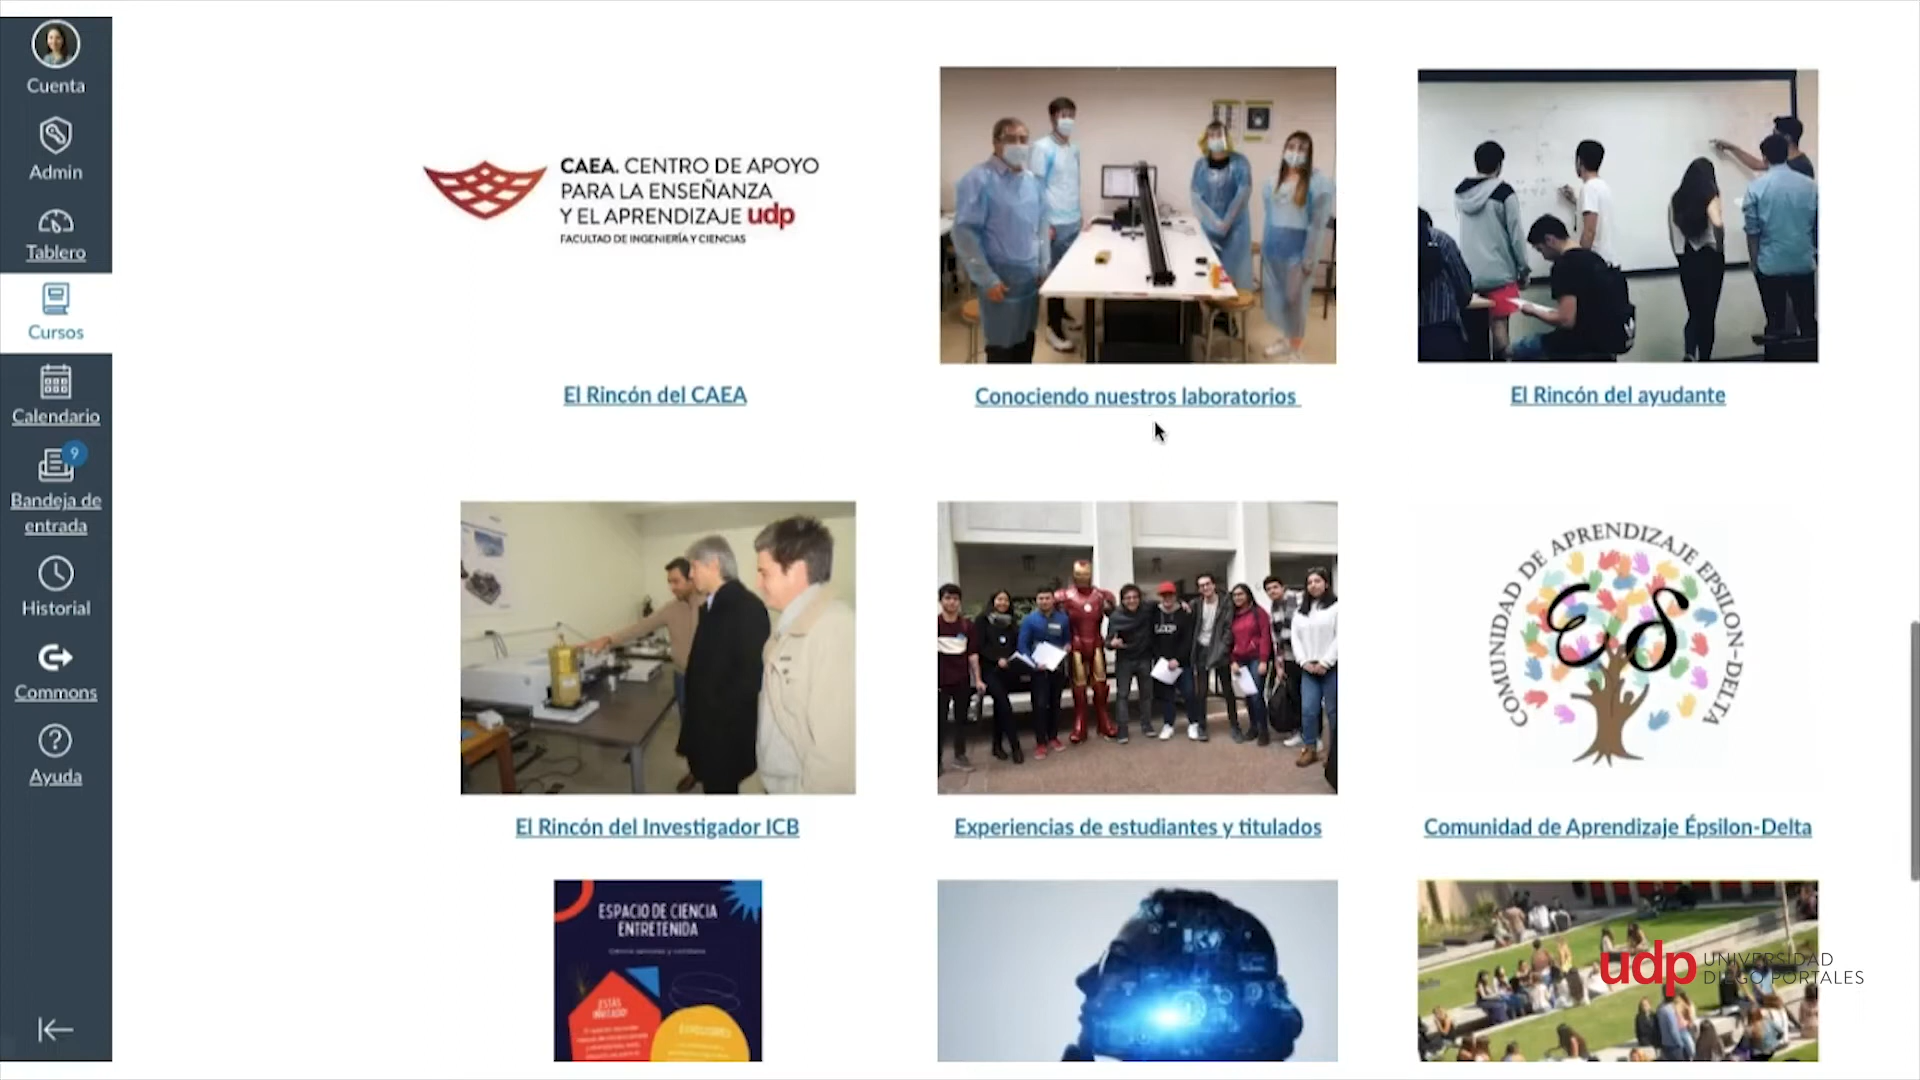 Cuenta
Admin
Tablero
Cursos
Calendario
9
Bandeja de
entrada
Historial
Commons
Ayuda
CAEA. CENTRO DE APOYO
PARA LA ENSEÑANZA
Y EL APRENDIZAJE udp
FACULTAD DE INGENIERÍA Y CIENCIAS
El Rincón del CAEA
Conociendo nuestros laboratorios
El Rincón del ayudante
El Rincón del Investigador ICB
Experiencias de estudiantes y titulados
COMUNIDAD DE APRENDIZAJE EPSILON-DELTA
Comunidad de Aprendizaje Épsilon-Delta
ESPACIO DE CIENCIA
ENTRETENIDA
¡ESTÁS
INVITADO!
udp UNIVERSIDAD
DIEGO PORTALES